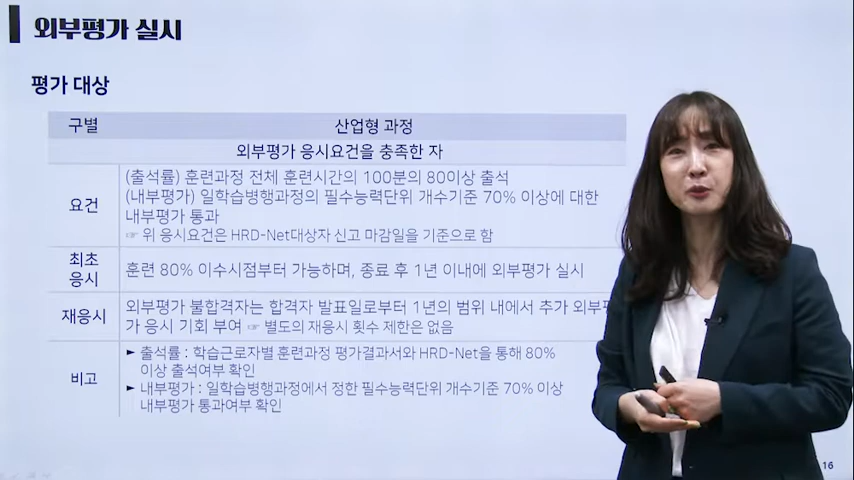 외부평가 실시
평가 대상
구별
산업형 과정
외부평가 응시요건을 충족한 자
요건
(출석률) 훈련과정 전체 훈련시간의 100분의 80이상 출석
(내부평가) 일학습병행과정의 필수능력단위 개수기준 70% 이상에 대한
내부평가 통과
☞ 위 응시요건은 HRD-Net대상자 신고 마감일을 기준으로 함
최초
응시
훈련 80% 이수시점부터 가능하며, 종료 후 1년 이내에 외부평가 실시
재응시
외부평가 불합격자는 합격자 발표일로부터 1년의 범위 내에서 추가 외부평
가 응시 기회 부여 ☞ 별도의 재응시 횟수 제한은 없음
비고
► 출석률 : 학습근로자별 훈련과정 평가결과서와 HRD-Net을 통해 80%
이상 출석여부 확인
► 내부평가 : 일학습병행과정에서 정한 필수능력단위 개수기준 70% 이상
내부평가 통과여부 확인
16